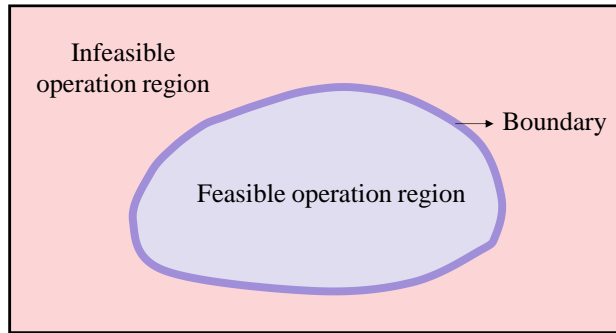 Infeasible
operation region
Boundary
Feasible operation region